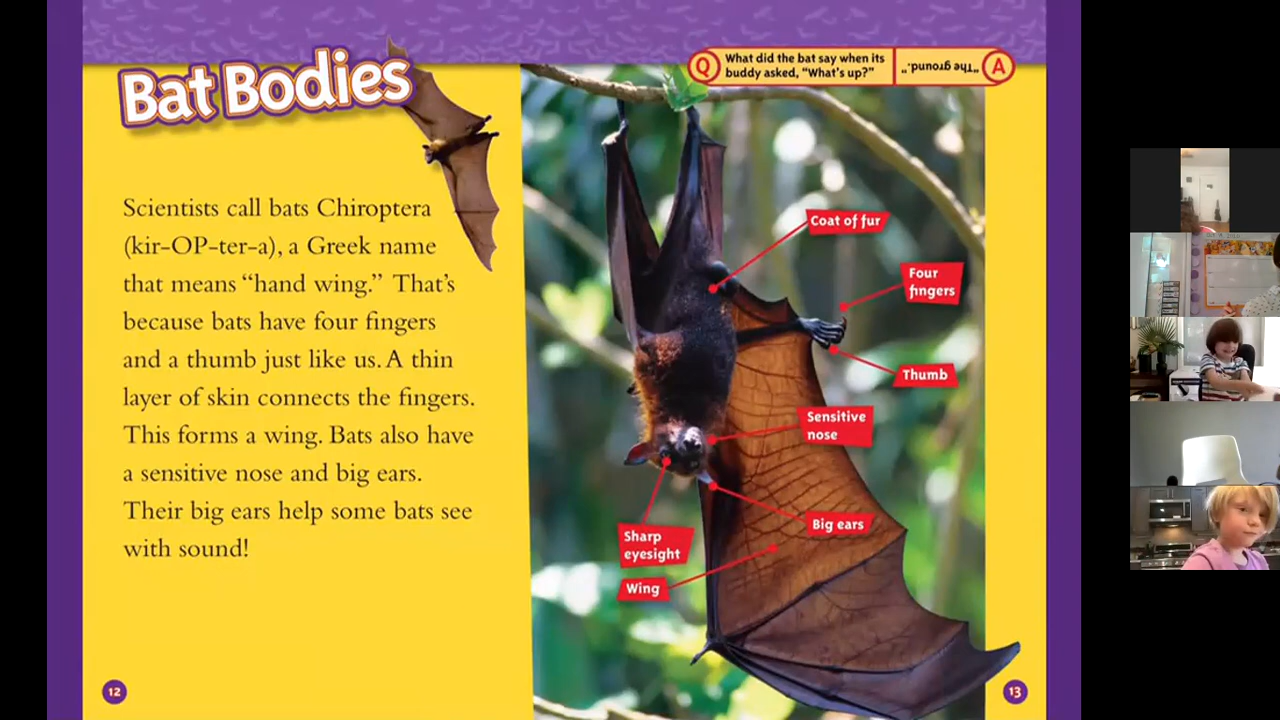 Bat Bodies
Scientists call bats Chiroptera
(kir-OP-ter-a), a Greek name
that means “hand wing.” That’s
because bats have four fingers
and a thumb just like us. A thin
layer of skin connects the fingers.
This forms a wing. Bats also have
a sensitive nose and big ears.
Their big ears help some bats see
with sound!
12
Q
What did the bat say when its
buddy asked, “What’s up?”
“The ground.”
A
Coat of fur
Four
fingers
Thumb
Sensitive
nose
Big ears
Sharp
eyesight
Wing
13